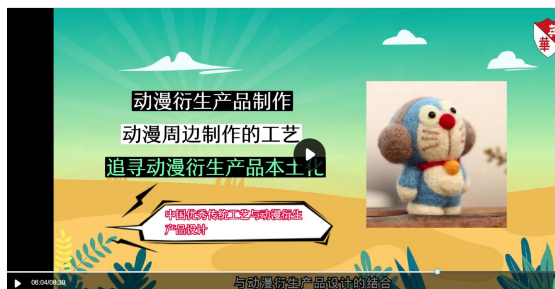 動漫衍生产品制作
动漫周边制作的工艺
追寻动漫衍生产品本土化
中国优秀传统工艺与动漫衍生
产品设计
与动漫衍生产品设计的结合
06:04/08:39
華